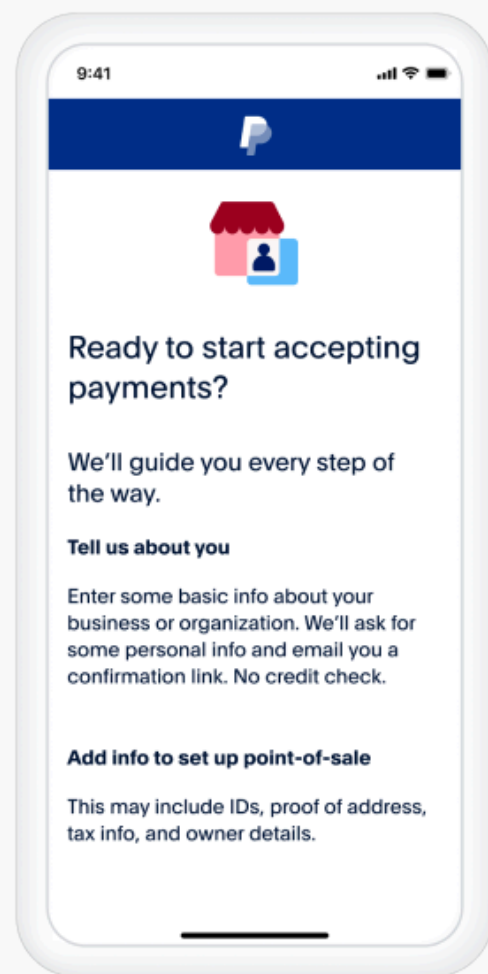 9:41
Ready to start accepting
payments?
We’ll guide you every step of
the way.
Tell us about you
Enter some basic info about your
business or organization. We’ll ask for
some personal info and email you a
confirmation link. No credit check.
Add info to set up point-of-sale
This may include IDs, proof of address,
tax info, and owner details.